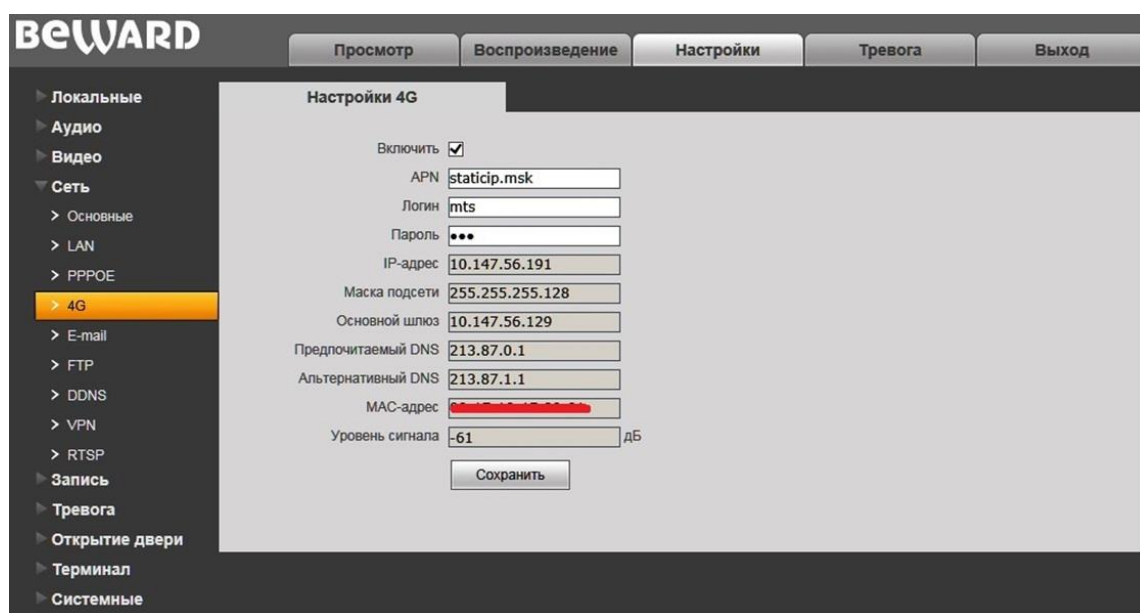 BEWARD
Просмотр Воспроизведение Настройки Тревога Выход
Локальные
Аудио
Видео
Сеть
> Основные
> LAN
> PPPOE
> 4G
> E-mail
> FTP
> DDNS
> VPN
> RTSP
Запись
Тревога
Открытие двери
Терминал
Системные
Настройки 4G
Включить
APN staticip.msk
Логин mts
Пароль •••
IP-адрес 10.147.56.191
Маска подсети 255.255.255.128
Основной шлюз 10.147.56.129
Предпочитаемый DNS 213.87.0.1
Альтернативный DNS 213.87.1.1
MAC-адрес
Уровень сигнала -61 дБ
Сохранить